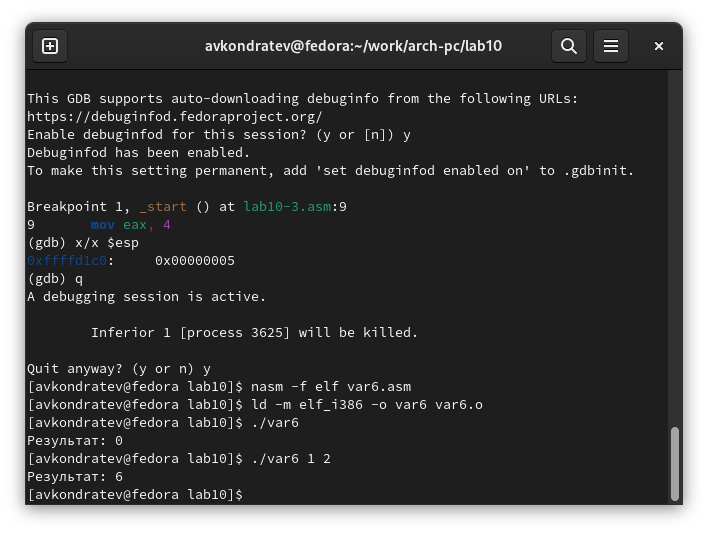 avkondratev@fedora:~/work/arch-pc/lab10
This GDB supports auto-downloading debuginfo from the following URLs:
https://debuginfod.fedoraproject.org/
Enable debuginfod for this session? (y or [n]) y
Debuginfod has been enabled.
To make this setting permanent, add 'set debuginfod enabled on' to .gdbinit.
Breakpoint 1, _start () at lab10-3.asm:9
9       mov eax, 4
(gdb) x/x $esp
0xffffd1c0:     0x00000005
(gdb) q
A debugging session is active.
        Inferior 1 [process 3625] will be killed.
Quit anyway? (y or n) y
[avkondratev@fedora lab10]$ nasm -f elf var6.asm
[avkondratev@fedora lab10]$ ld -m elf_i386 -o var6 var6.o
[avkondratev@fedora lab10]$ ./var6
Результат: 0
[avkondratev@fedora lab10]$ ./var6 1 2
Результат: 6
[avkondratev@fedora lab10]$